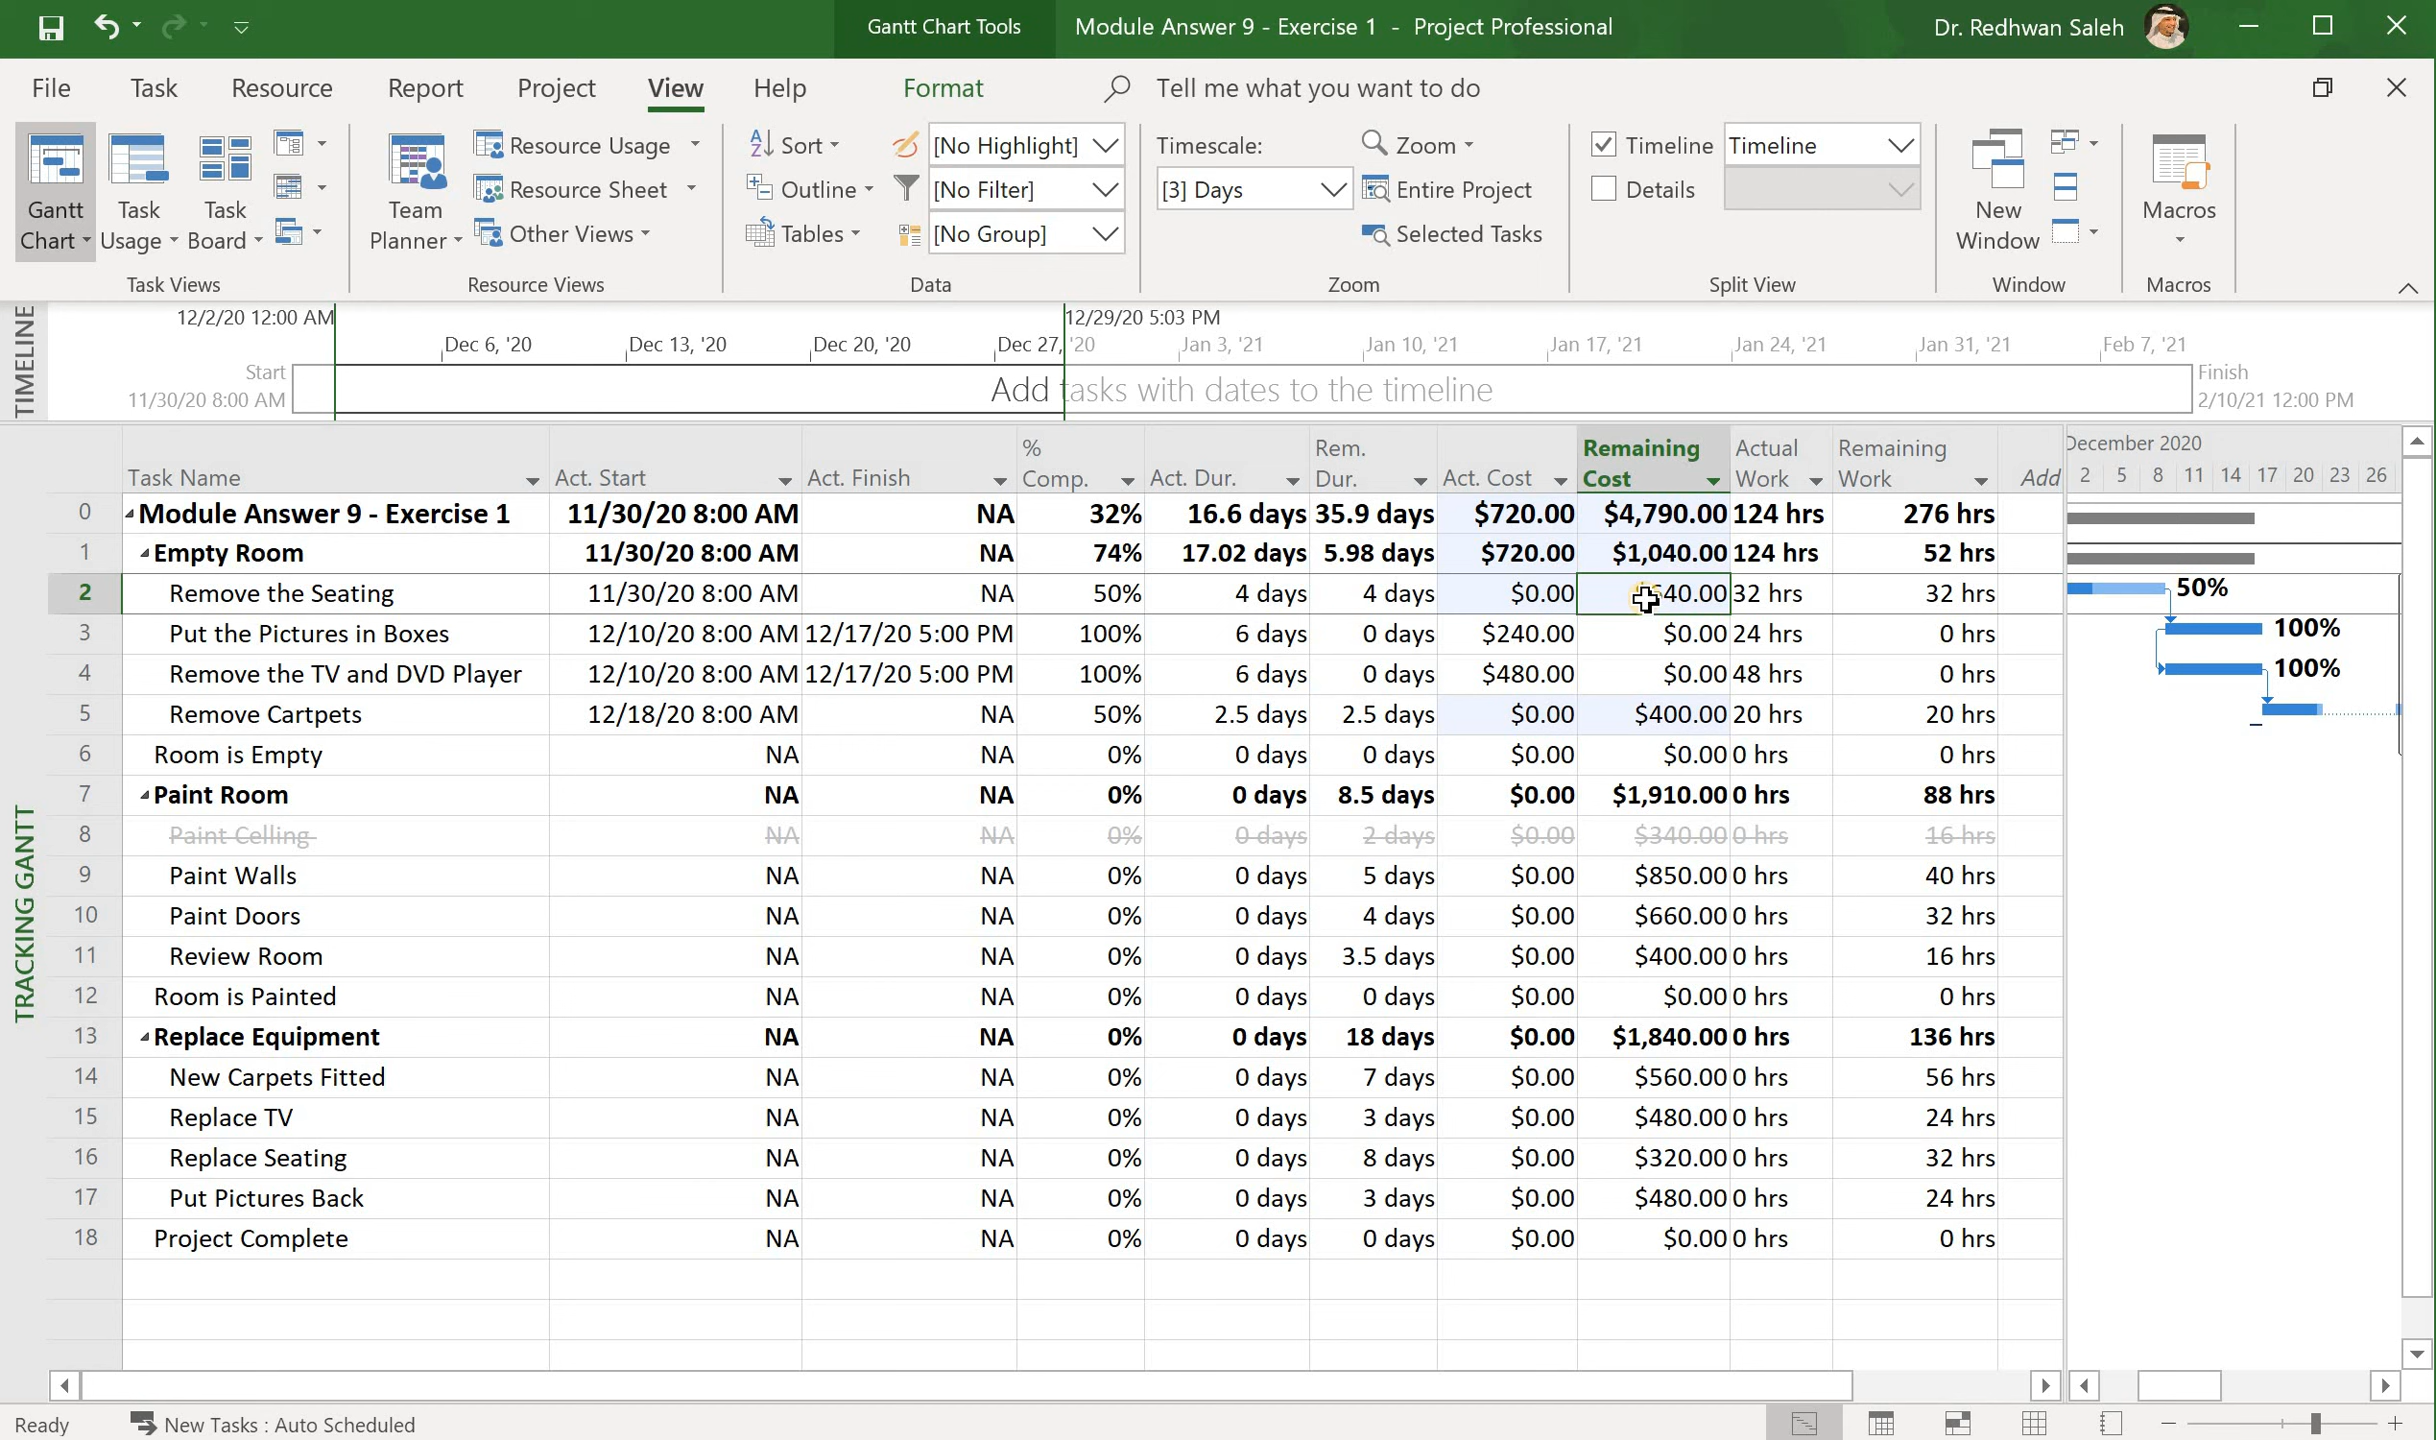 Gantt Chart Tools
Module Answer 9 - Exercise 1 - Project Professional
Dr. Redhwan Saleh
File Task Resource Report Project View Help Format Tell me what you want to do
Gantt Chart
Task Usage
Task Board
Task Views
Team Planner
Resource Usage
Resource Sheet
Other Views
Resource Views
Sort
Outline
Tables
[No Highlight]
[No Filter]
[No Group]
Data
Timescale:
[3] Days
Zoom
Entire Project
Selected Tasks
Zoom
Timeline Timeline
Details
Split View
New Window
Window
Macros
Macros
TIMELINE
12/2/20 12:00 AM 12/29/20 5:03 PM
Dec 6, '20 Dec 13, '20 Dec 20, '20 Dec 27, '20 Jan 3, '21 Jan 10, '21 Jan 17, '21 Jan 24, '21 Jan 31, '21 Feb 7, '21
Start
11/30/20 8:00 AM
Add tasks with dates to the timeline
Finish
2/10/21 12:00 PM
TRACKING GANTT
Task Name Act. Start Act. Finish % Comp. Act. Dur. Rem. Dur. Act. Cost Remaining Cost Actual Work Remaining Work Add
December 2020
2 5 8 11 14 17 20 23 26
0 Module Answer 9 - Exercise 1 11/30/20 8:00 AM NA 32% 16.6 days 35.9 days $720.00 $4,790.00 124 hrs 276 hrs
1 Empty Room 11/30/20 8:00 AM NA 74% 17.02 days 5.98 days $720.00 $1,040.00 124 hrs 52 hrs
2 Remove the Seating 11/30/20 8:00 AM NA 50% 4 days 4 days $0.00 32 hrs 32 hrs 50%
3 Put the Pictures in Boxes 12/10/20 8:00 AM 12/17/20 5:00 PM 100% 6 days 0 days $240.00 $0.00 24 hrs 0 hrs 100%
4 Remove the TV and DVD Player 12/10/20 8:00 AM 12/17/20 5:00 PM 100% 6 days 0 days $480.00 $0.00 48 hrs 0 hrs 100%
5 Remove Cartpets 12/18/20 8:00 AM NA 50% 2.5 days 2.5 days $0.00 $400.00 20 hrs 20 hrs
6 Room is Empty NA NA 0% 0 days 0 days $0.00 $0.00 0 hrs 0 hrs
7 Paint Room NA NA 0% 0 days 8.5 days $0.00 $1,910.00 0 hrs 88 hrs
8 Paint Celling NA NA 0% 0 days 2 days $0.00 $340.00 0 hrs 16 hrs
9 Paint Walls NA NA 0% 0 days 5 days $0.00 $850.00 0 hrs 40 hrs
10 Paint Doors NA NA 0% 0 days 4 days $0.00 $660.00 0 hrs 32 hrs
11 Review Room NA NA 0% 0 days 3.5 days $0.00 $400.00 0 hrs 16 hrs
12 Room is Painted NA NA 0% 0 days 0 days $0.00 $0.00 0 hrs 0 hrs
13 Replace Equipment NA NA 0% 0 days 18 days $0.00 $1,840.00 0 hrs 136 hrs
14 New Carpets Fitted NA NA 0% 0 days 7 days $0.00 $560.00 0 hrs 56 hrs
15 Replace TV NA NA 0% 0 days 3 days $0.00 $480.00 0 hrs 24 hrs
16 Replace Seating NA NA 0% 0 days 8 days $0.00 $320.00 0 hrs 32 hrs
17 Put Pictures Back NA NA 0% 0 days 3 days $0.00 $480.00 0 hrs 24 hrs
18 Project Complete NA NA 0% 0 days 0 days $0.00 $0.00 0 hrs 0 hrs
Ready New Tasks : Auto Scheduled